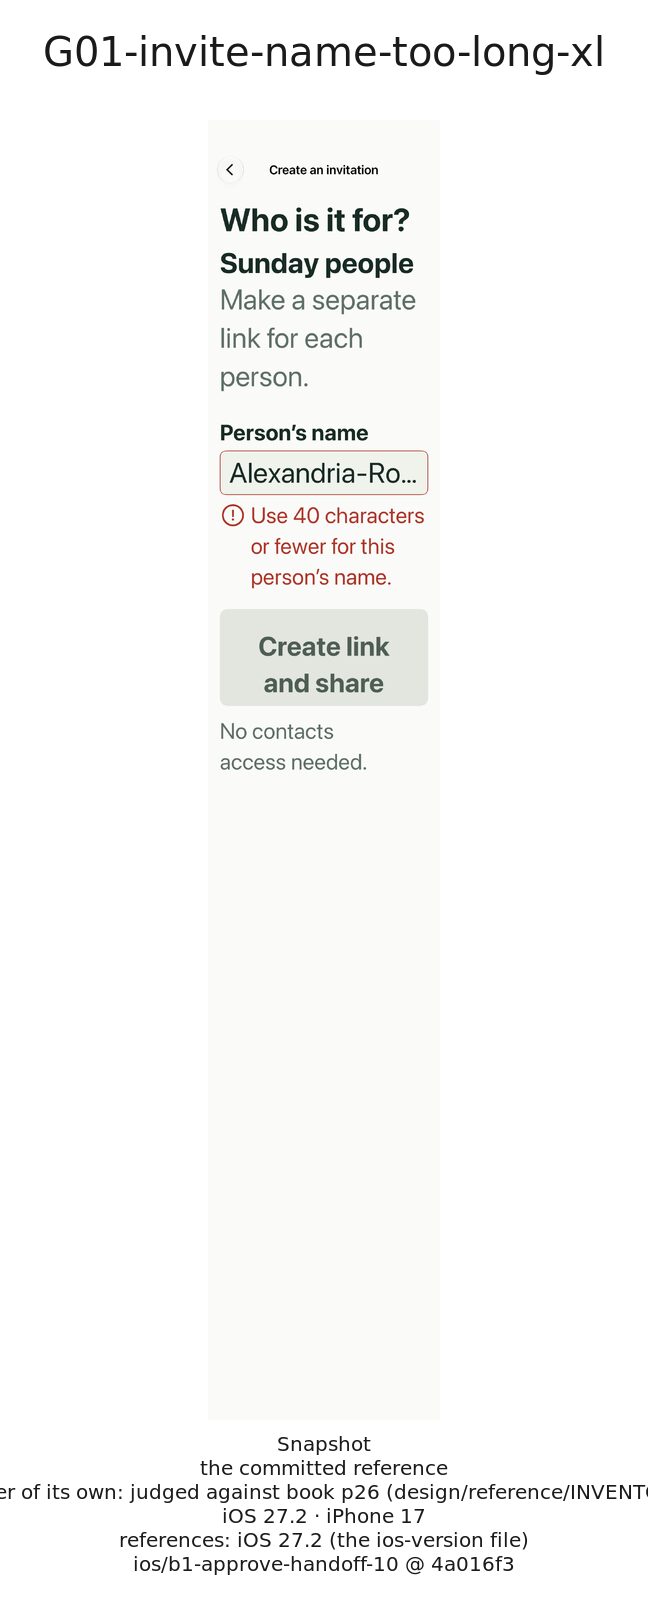 G01-invite-name-too-long-xl
Create an invitation
Who is it for?
Sunday people
Make a separate
link for each
person.
Person’s name
Alexandria-Ro…
Use 40 characters
or fewer for this
person’s name.
Create link
and share
No contacts
access needed.
Snapshot
the committed reference
of its own: judged against book p26 (design/reference/
iOS 27.2 · iPhone 17
references: iOS 27.2 (the ios-version file)
ios/b1-approve-handoff-10 @ 4a016f3